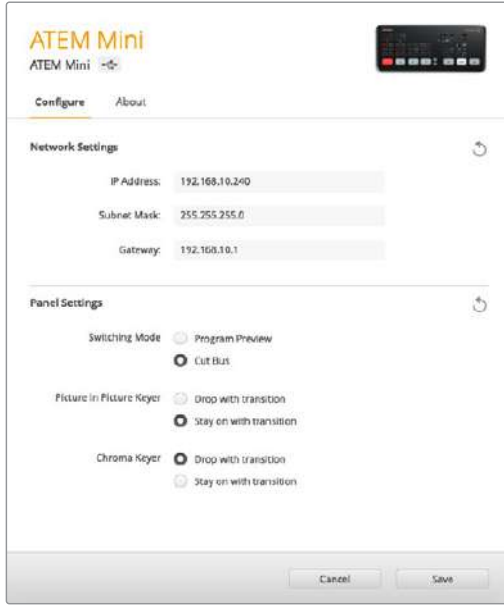 ATEM Mini
ATEM Mini
Configure About
Network Settings
IP Address: 192.168.10.240
Subnet Mask: 255.255.255.0
Gateway: 192.168.10.1
Panel Settings
Switching Mode Program Preview
Cut Bus
Picture in Picture Keyer Drop with transition
Stay on with transition
Chroma Keyer Drop with transition
Stay on with transition
Cancel Save